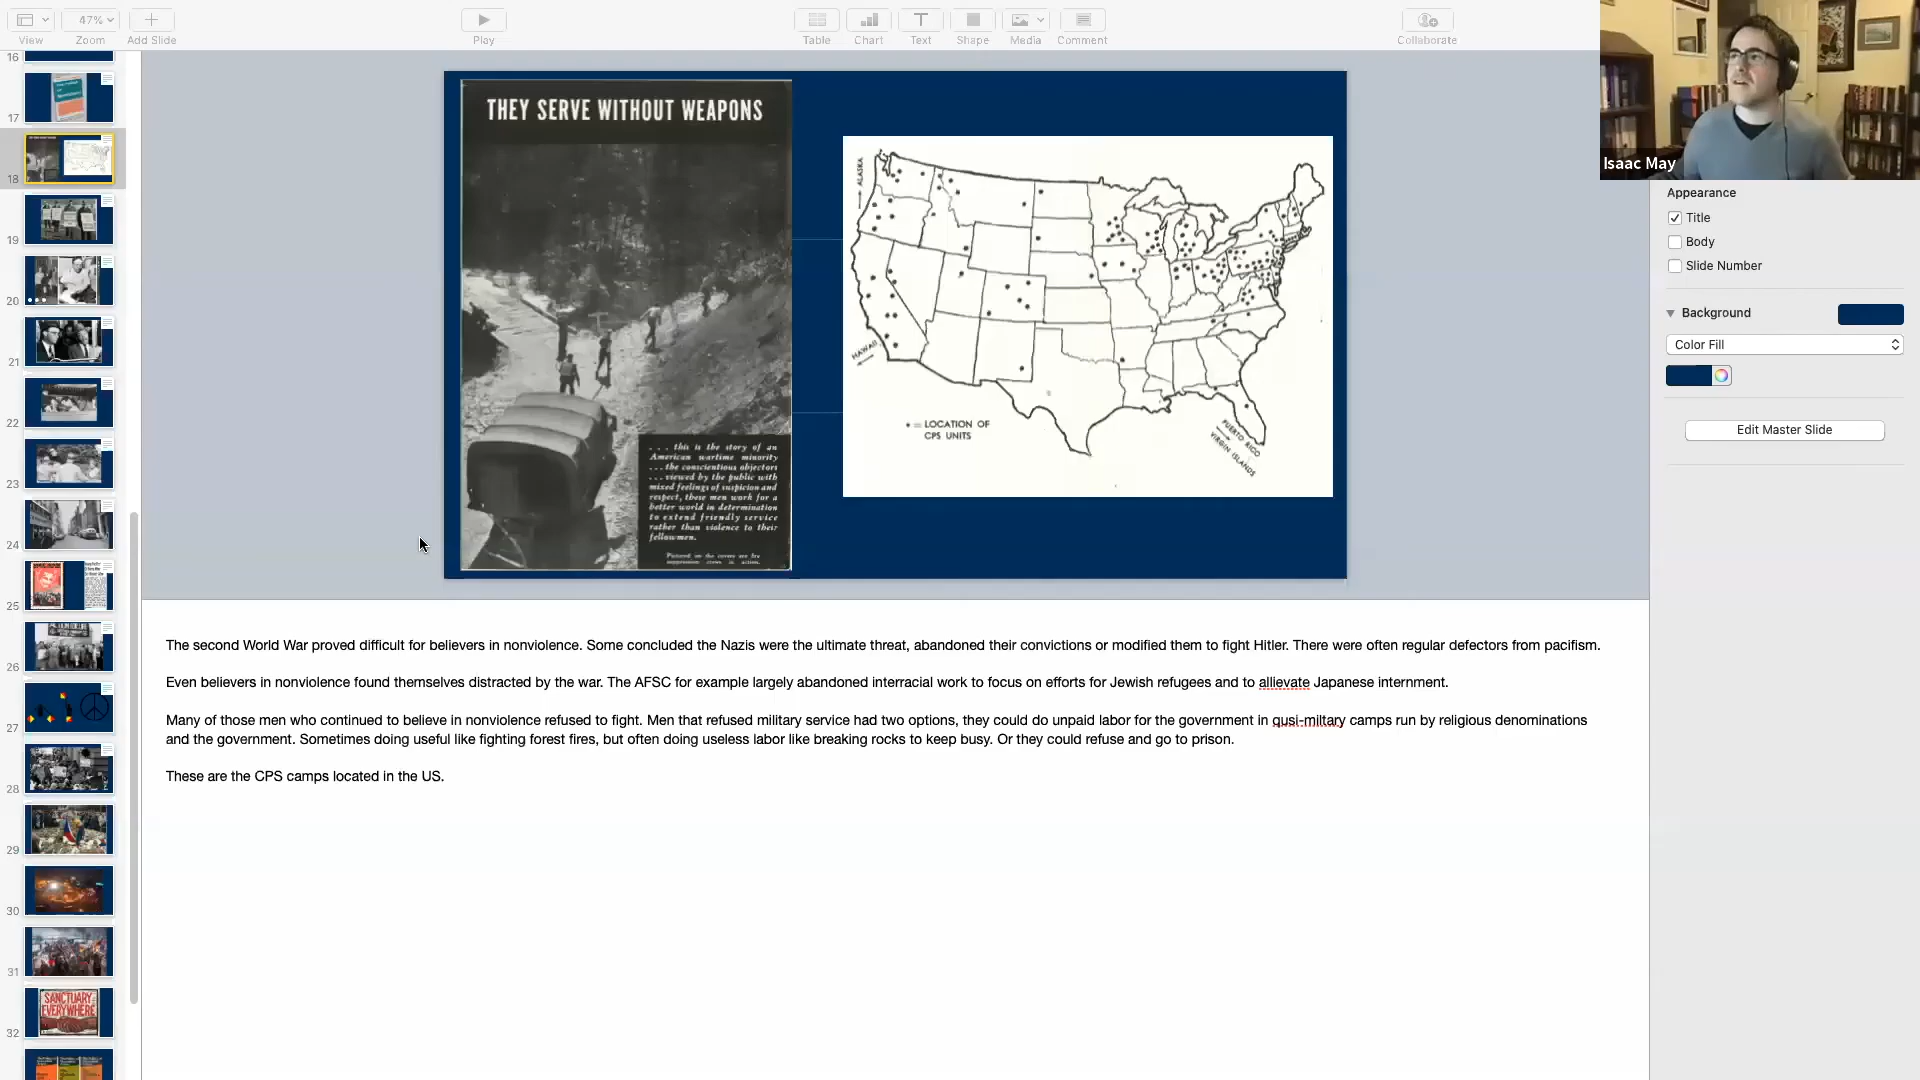 47%
View
Zoom
Add Slide
Play
Table
Chart
Text
Shape
Media
Comment
Collaborate
Isaac May
16
17
18
19
20
21
22
23
24
25
26
27
28
29
30
31
32
SANCTUARY
EVERYWHERE
THEY SERVE WITHOUT WEAPONS
. . . this is the story of an
American wartime minority
. . . the conscientious objectors
. . . viewed by the public with
mixed feelings of suspicion and
respect, these men work for a
better world in determination
to extend friendly service
rather than violence to their
fellowmen.
Pictured on the covers are fire
suppression crews in action.
ALASKA
HAWAII
• = LOCATION OF
CPS UNITS
PUERTO RICO
VIRGIN ISLANDS
Appearance
Title
Body
Slide Number
Background
Color Fill
Edit Master Slide
The second World War proved difficult for believers in nonviolence. Some concluded the Nazis were the ultimate threat, abandoned their convictions or modified them to fight Hitler. There were often regular defectors from pacifism.
Even believers in nonviolence found themselves distracted by the war. The AFSC for example largely abandoned interracial work to focus on efforts for Jewish refugees and to allievate Japanese internment.
Many of those men who continued to believe in nonviolence refused to fight. Men that refused military service had two options, they could do unpaid labor for the government in qusi-miltary camps run by religious denominations
and the government. Sometimes doing useful like fighting forest fires, but often doing useless labor like breaking rocks to keep busy. Or they could refuse and go to prison.
These are the CPS camps located in the US.